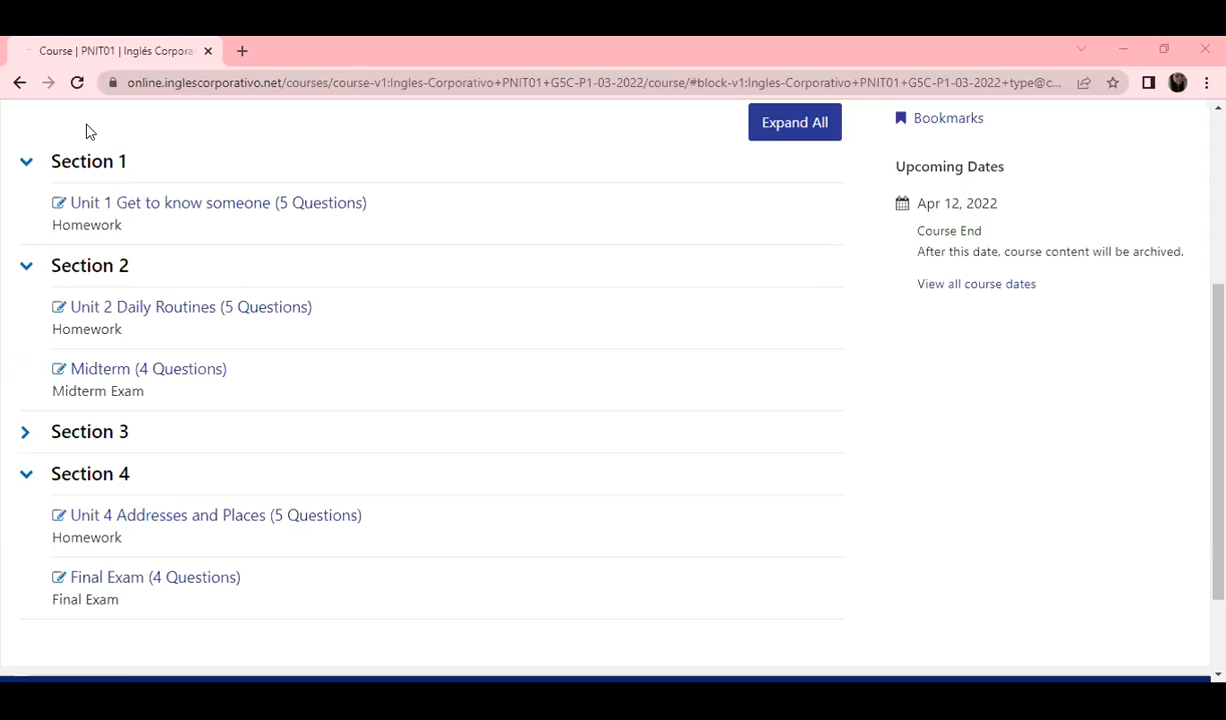 Course | PNIT01 | Inglés Corpora
online.inglescorporativo.net/courses/course-v1:Ingles-Corporativo+PNIT01+G5C-P1-03-2022/course/#block-v1:Ingles-Corporativo+PNIT01+G5C-P1-03-2022+type@c...
Expand All
Section 1
Unit 1 Get to know someone (5 Questions)
Homework
Section 2
Unit 2 Daily Routines (5 Questions)
Homework
Midterm (4 Questions)
Midterm Exam
Section 3
Section 4
Unit 4 Addresses and Places (5 Questions)
Homework
Final Exam (4 Questions)
Final Exam
Bookmarks
Upcoming Dates
Apr 12, 2022
Course End
After this date, course content will be archived.
View all course dates